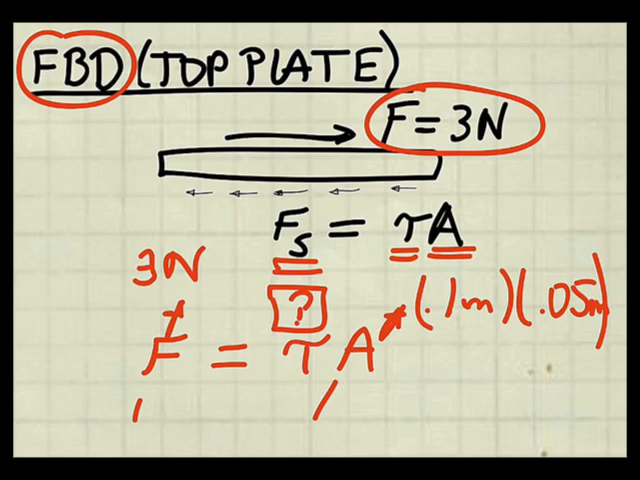 FBD (TOP PLATE)
F = 3N
Fs = τA
3N
? (.1m)(.05m)
F = τA